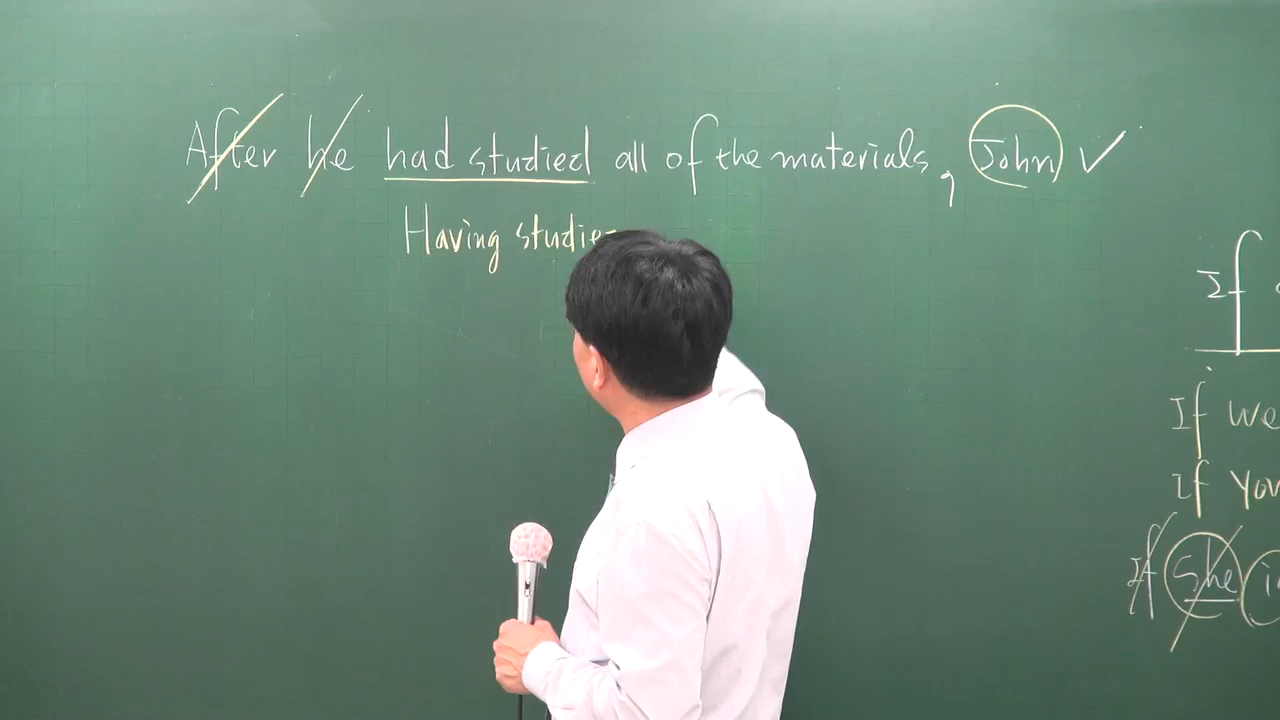 After he had studied all of the materials, John ✓
Having studie
If
If we
If you
If she